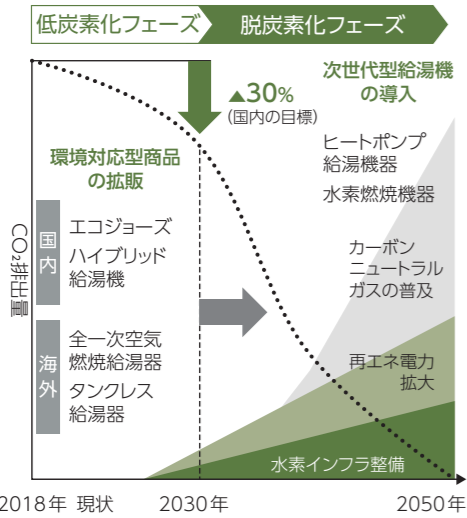 低炭素化フェーズ
脱炭素化フェーズ
▲30%
(国内の目標)
次世代型給湯機
の導入
ヒートポンプ
給湯機器
水素燃焼機器
環境対応型商品
の拡販
国内
エコジョーズ
ハイブリッド
給湯機
海外
全一次空気
燃焼給湯器
タンクレス
給湯器
カーボン
ニュートラル
ガスの普及
再エネ電力
拡大
水素インフラ整備
CO₂排出量
2018年 現状
2030年
2050年